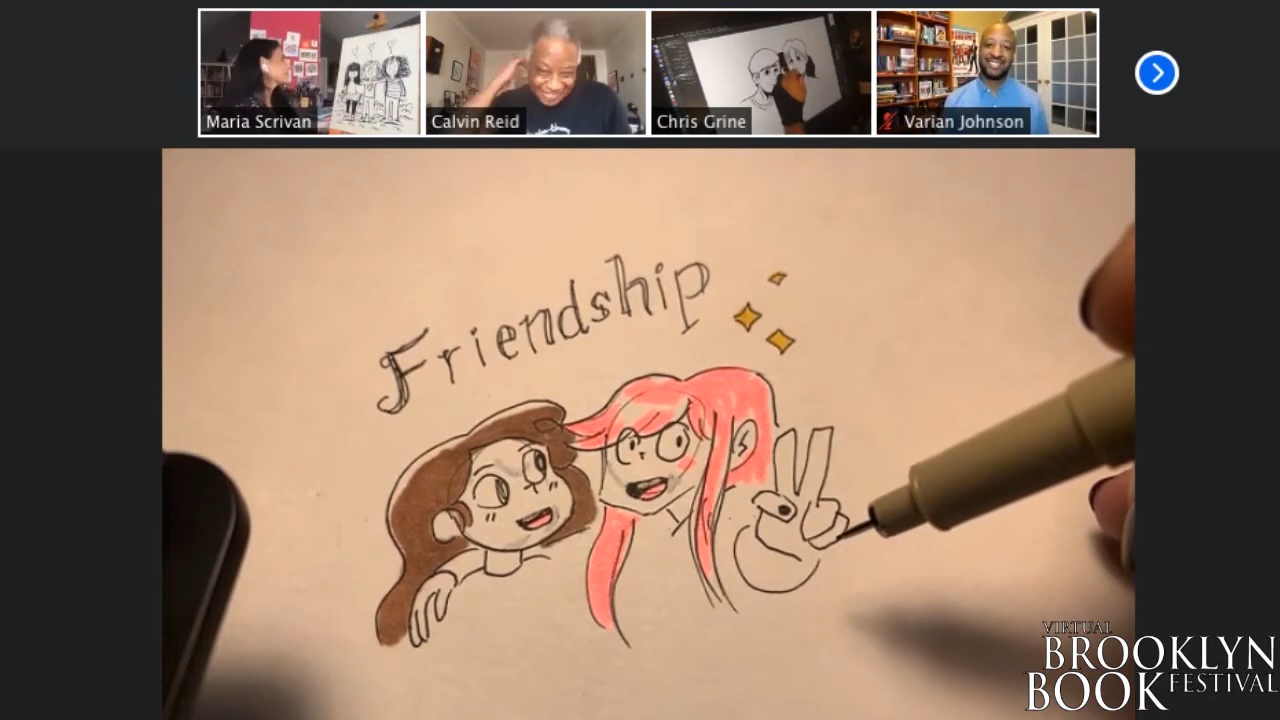 Maria Scrivan
Calvin Reid
Chris Grine
Varian Johnson
Friendship
VIRTUAL
BROOKLYN
BOOK FESTIVAL